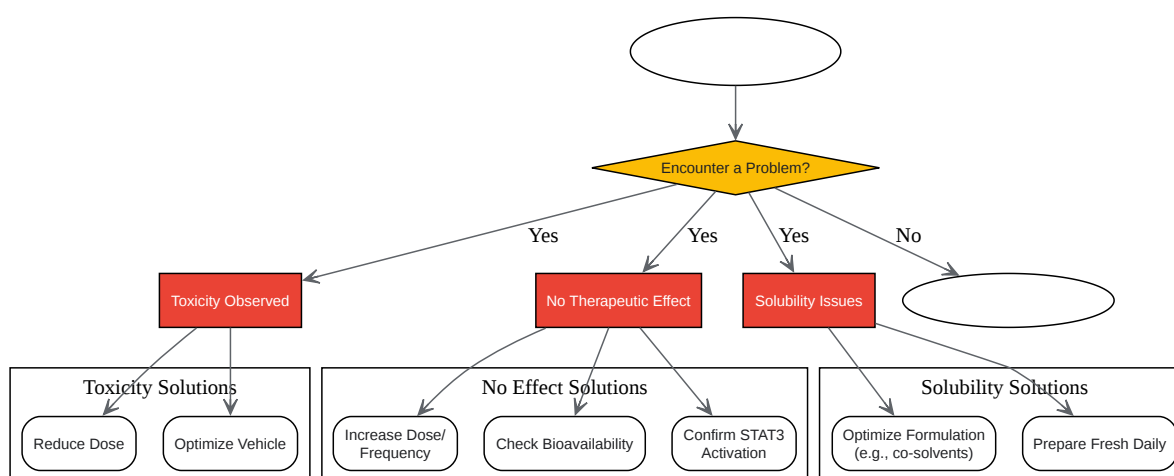 Encounter a Problem?
Yes
Yes
Yes
No
Toxicity Observed
No Therapeutic Effect
Solubility Issues
Toxicity Solutions
No Effect Solutions
Solubility Solutions
Reduce Dose
Optimize Vehicle
Increase Dose/
Frequency
Check Bioavailability
Confirm STAT3
Activation
Optimize Formulation
(e.g., co-solvents)
Prepare Fresh Daily